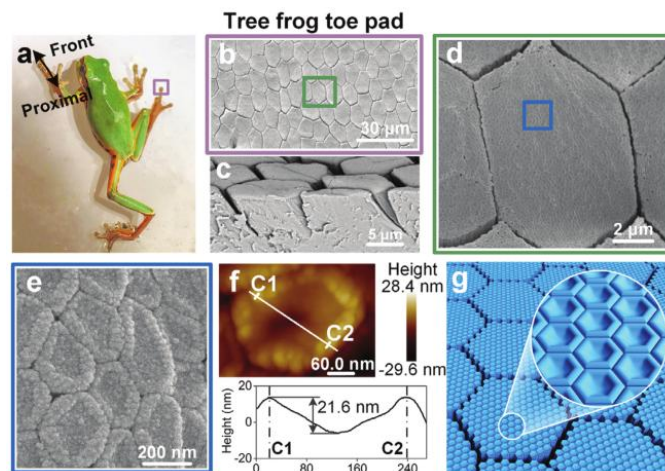 Tree frog toe pad
a
Front
Proximal
b
30 µm
c
5 µm
d
2 µm
e
200 nm
f
C1
C2
60.0 nm
Height
28.4 nm
-29.6 nm
Height (nm)
20
0
-20
21.6 nm
C1
C2
0
80
160
240
g